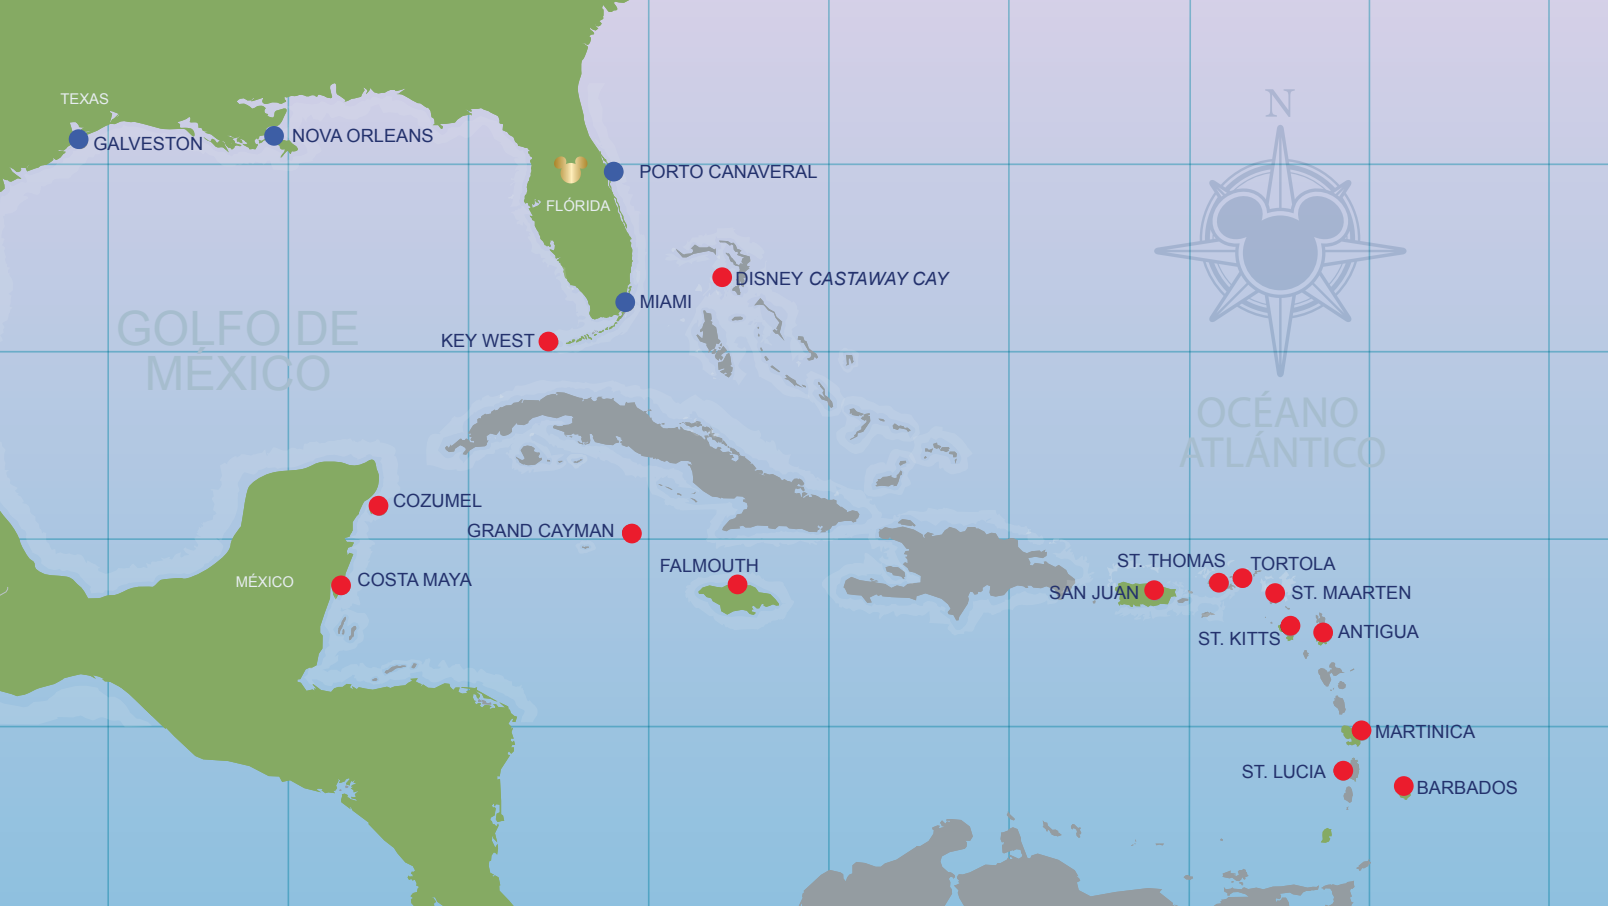 N
TEXAS
GALVESTON
NOVA ORLEANS
PORTO CANAVERAL
FLÓRIDA
DISNEY CASTAWAY CAY
MIAMI
GOLFO DE
MÉXICO
KEY WEST
OCÉANO
ATLÁNTICO
COZUMEL
GRAND CAYMAN
FALMOUTH
ST. THOMAS
TORTOLA
MÉXICO
COSTA MAYA
SAN JUAN
ST. MAARTEN
ST. KITTS
ANTIGUA
MARTINICA
ST. LUCIA
BARBADOS